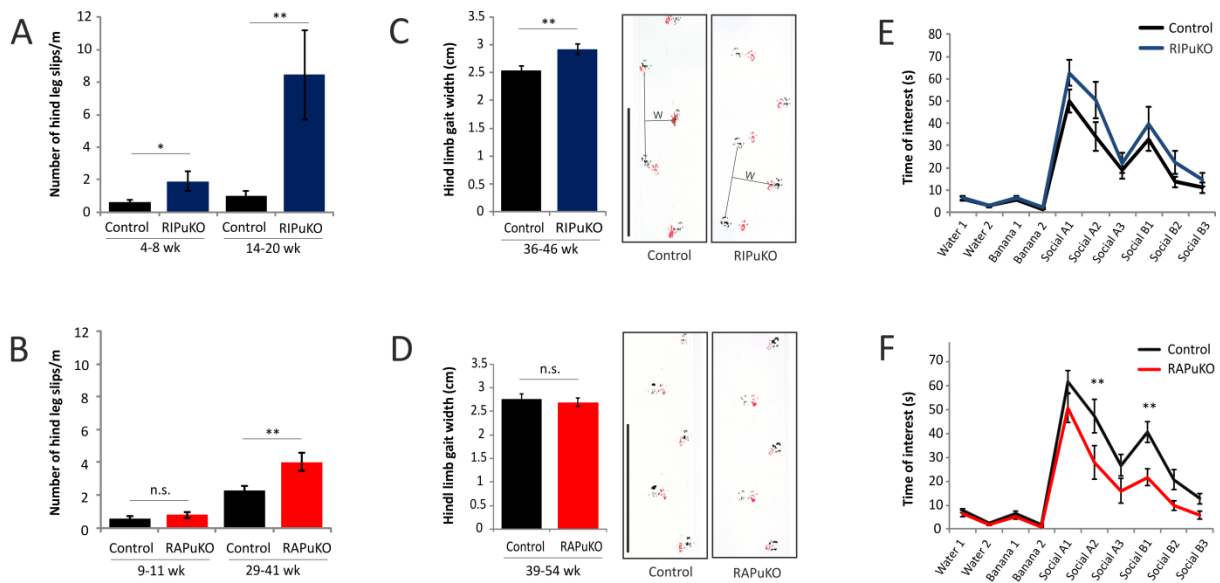 A
Number of hind leg slips/m
12
10
8
6
4
2
0
*
**
Control RIPuKO Control RIPuKO
4-8 wk 14-20 wk
C
Hind limb gait width (cm)
3.5
3
2.5
2
1.5
1
0.5
0
**
Control RIPuKO
36-46 wk
W
W
Control RIPuKO
E
Time of interest (s)
80
70
60
50
40
30
20
10
0
Control
RIPuKO
Water 1
Water 2
Banana 1
Banana 2
Social A1
Social A2
Social A3
Social B1
Social B2
Social B3
B
Number of hind leg slips/m
12
10
8
6
4
2
0
n.s.
**
Control RAPuKO Control RAPuKO
9-11 wk 29-41 wk
D
Hindl limb gait width (cm)
3.5
3
2.5
2
1.5
1
0.5
0
n.s.
Control RAPuKO
39-54 wk
Control RAPuKO
F
Time of interest (s)
70
60
50
40
30
20
10
0
Control
RAPuKO
**
**
Water 1
Water 2
Banana 1
Banana 2
Social A1
Social A2
Social A3
Social B1
Social B2
Social B3